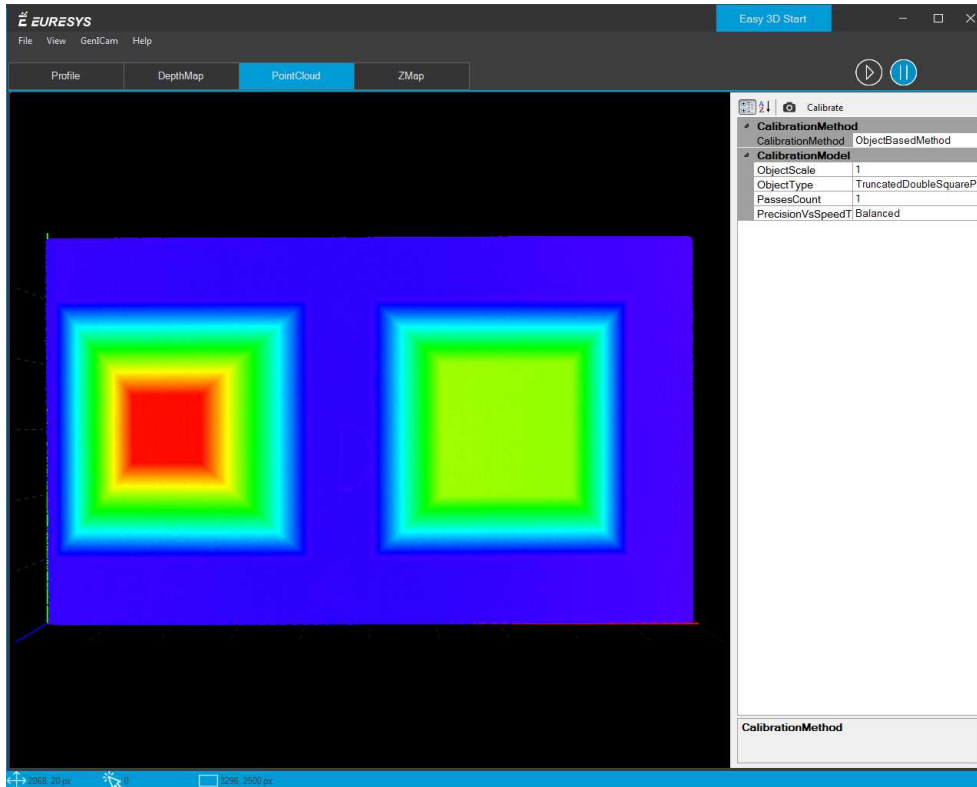 EURESYS
Easy 3D Start
File View GenICam Help
Profile DepthMap PointCloud ZMap
Calibrate
CalibrationMethod
CalibrationMethod ObjectBasedMethod
CalibrationModel
ObjectScale 1
ObjectType TruncatedDoubleSquareP
PassesCount 1
PrecisionVsSpeedT Balanced
CalibrationMethod
2868, 20 px 0 3296, 2500 px